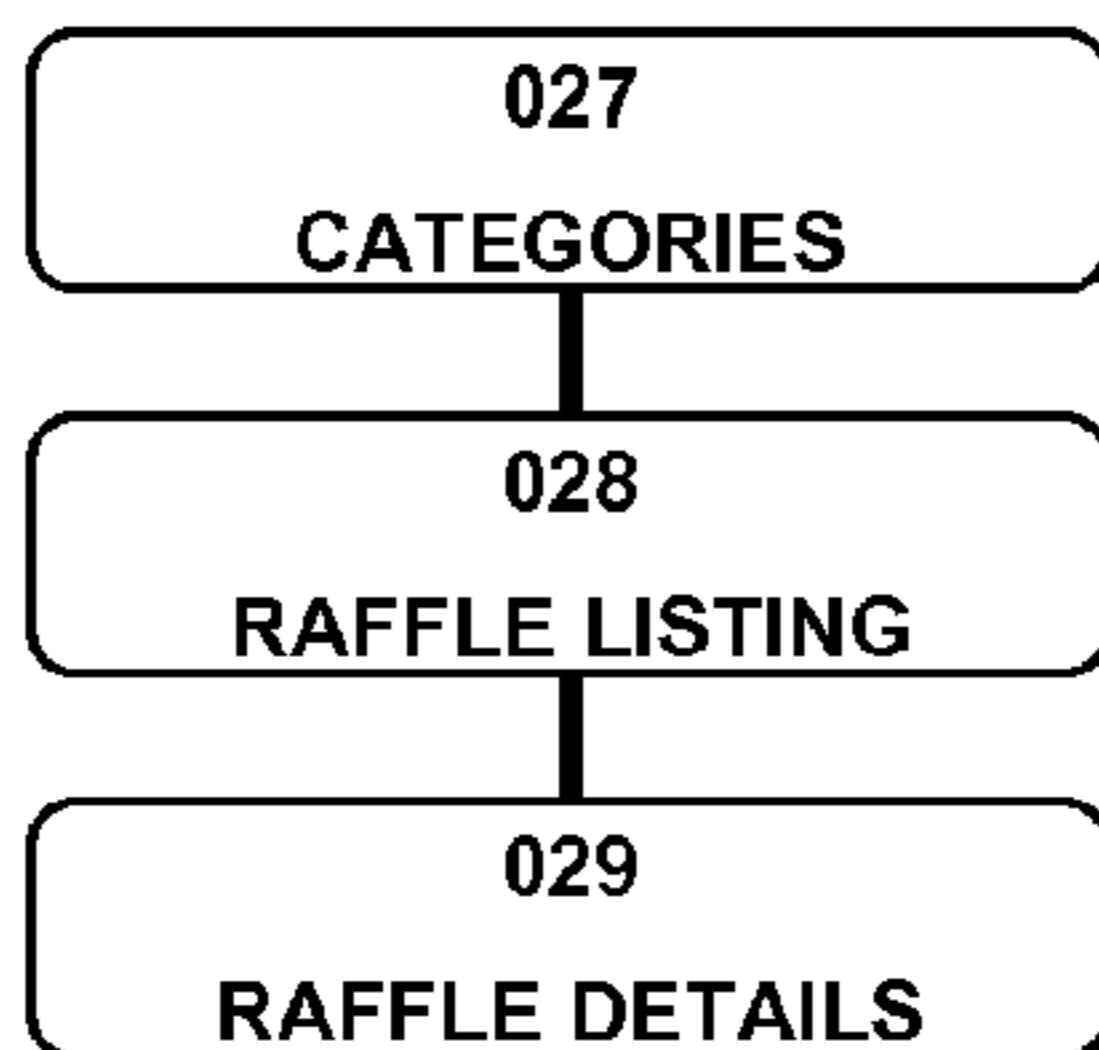 027
CATEGORIES
028
RAFFLE LISTING
029
RAFFLE DETAILS